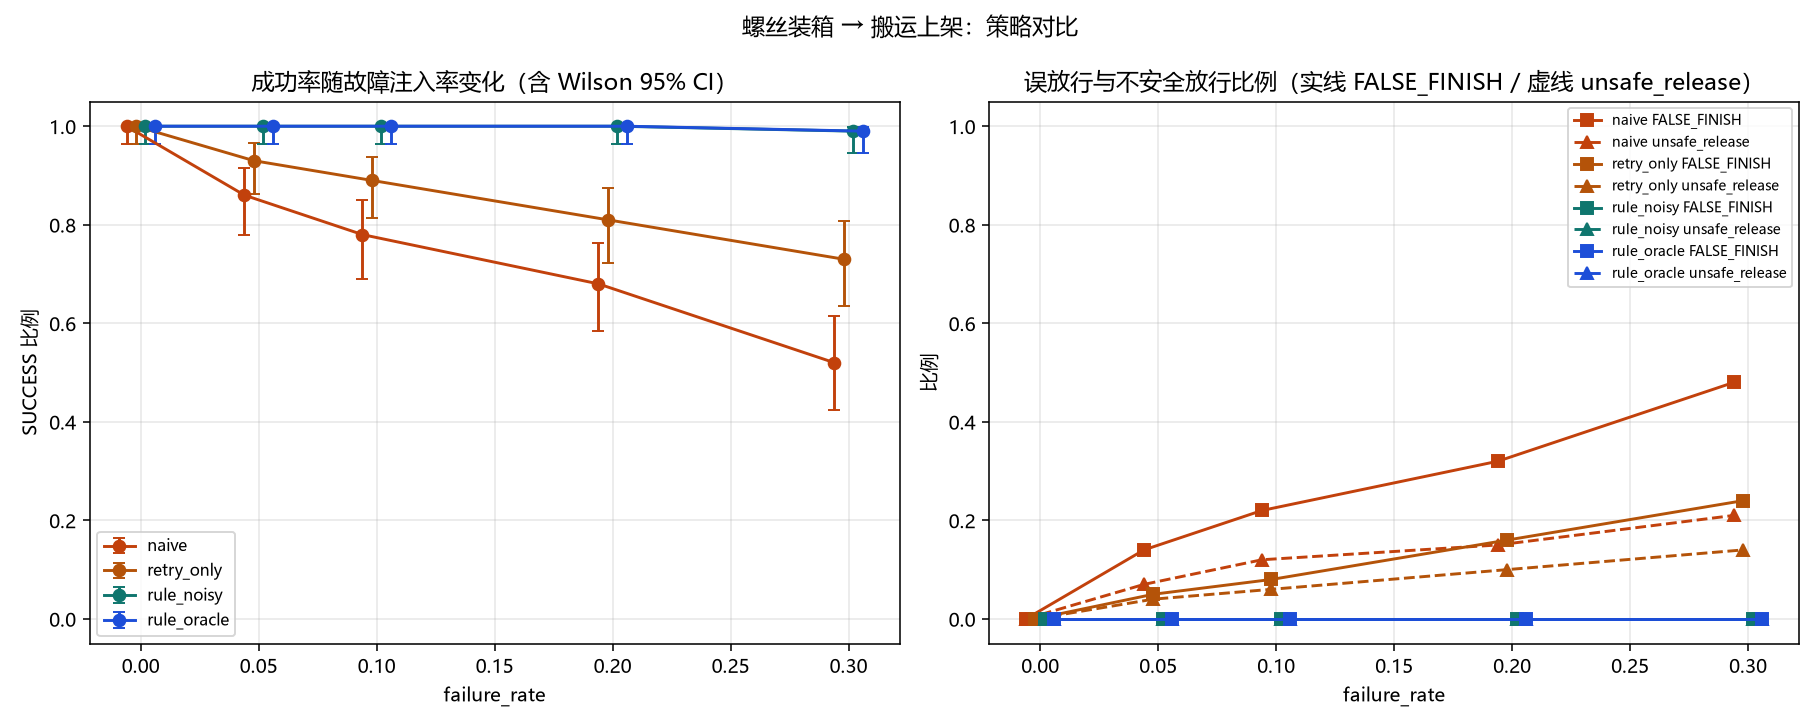 螺丝装箱 → 搬运上架：策略对比
成功率随故障注入率变化（含 Wilson 95% CI）
SUCCESS 比例
1.0
0.8
0.6
0.4
0.2
0.0
naive
retry_only
rule_noisy
rule_oracle
0.00
0.05
0.10
0.15
0.20
0.25
0.30
failure_rate
误放行与不安全放行比例（实线 FALSE_FINISH / 虚线 unsafe_release）
比例
1.0
0.8
0.6
0.4
0.2
0.0
naive FALSE_FINISH
naive unsafe_release
retry_only FALSE_FINISH
retry_only unsafe_release
rule_noisy FALSE_FINISH
rule_noisy unsafe_release
rule_oracle FALSE_FINISH
rule_oracle unsafe_release
0.00
0.05
0.10
0.15
0.20
0.25
0.30
failure_rate